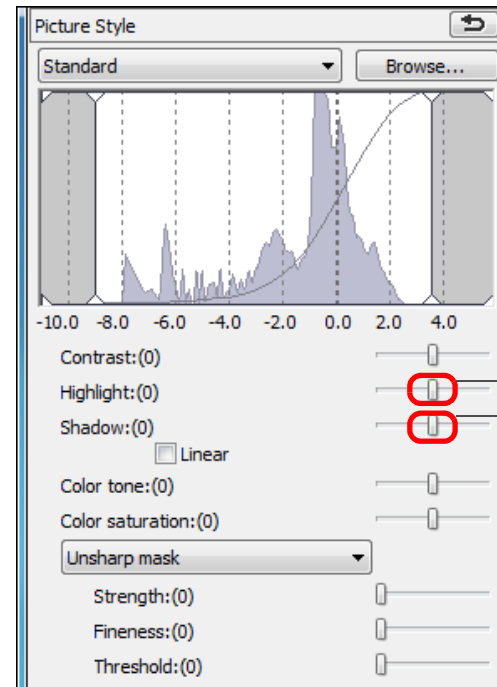 Picture Style
Standard
Browse...
-10.0 -8.0 -6.0 -4.0 -2.0 0.0 2.0 4.0
Contrast:(0)
Highlight:(0)
Shadow:(0)
Linear
Color tone:(0)
Color saturation:(0)
Unsharp mask
Strength:(0)
Fineness:(0)
Threshold:(0)